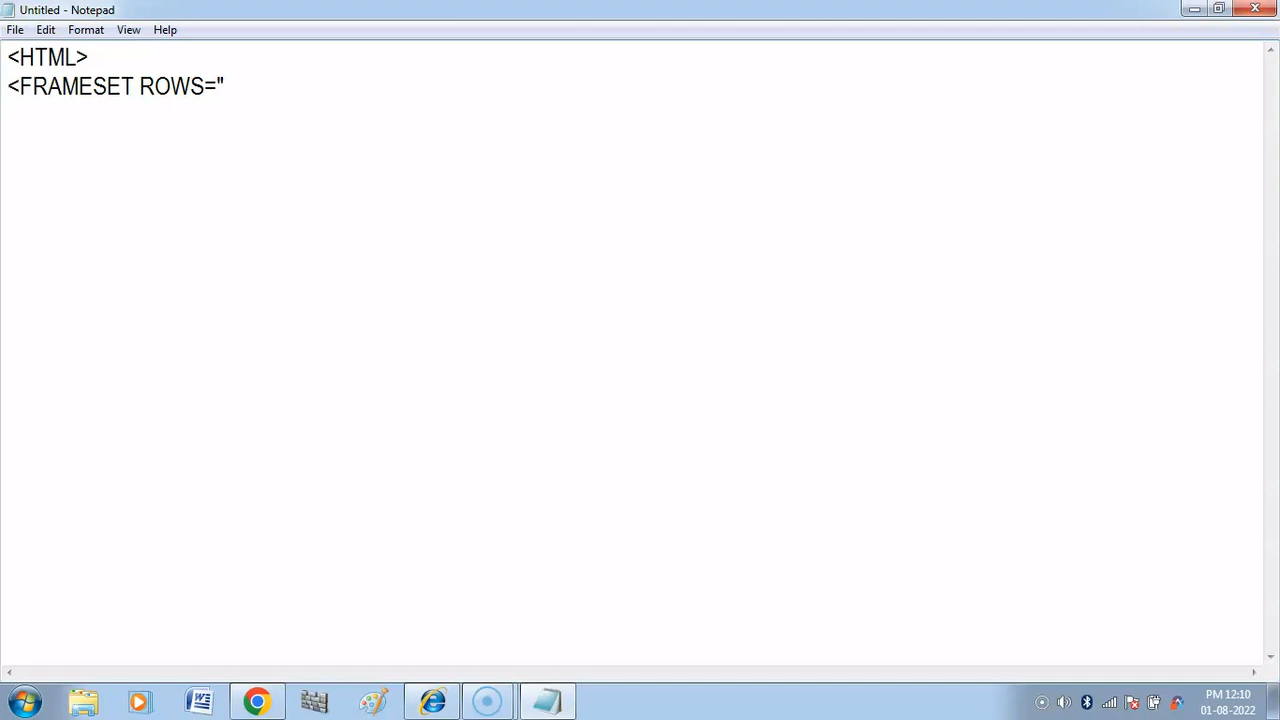 Untitled - Notepad
File Edit Format View Help
<HTML>
<FRAMESET ROWS="
PM 12:10
01-08-2022